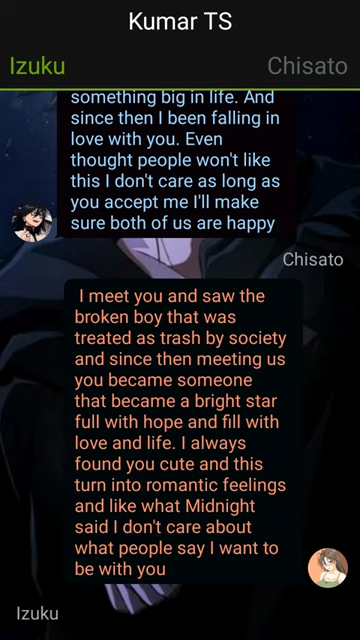 Kumar TS
Izuku
Chisato
something big in life. And
since then I been falling in
love with you. Even
thought people won't like
this I don't care as long as
you accept me I'll make
sure both of us are happy
Chisato
I meet you and saw the
broken boy that was
treated as trash by society
and since then meeting us
you became someone
that became a bright star
full with hope and fill with
love and life. I always
found you cute and this
turn into romantic feelings
and like what Midnight
said I don't care about
what people say I want to
be with you
Izuku